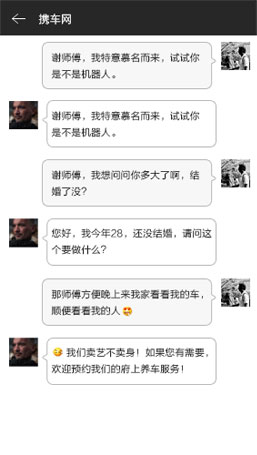 携车网
谢师傅，我特意慕名而来，试试你
是不是机器人。
谢师傅，我特意慕名而来，试试你
是不是机器人。
谢师傅，我想问问你多大了啊，结
婚了没？
您好，我今年28，还没结婚，请问这
个要做什么？
那师傅方便晚上来我家看看我的车，
顺便看看我的人🥰
😏我们卖艺不卖身！如果您有需要，
欢迎预约我们的府上养车服务！